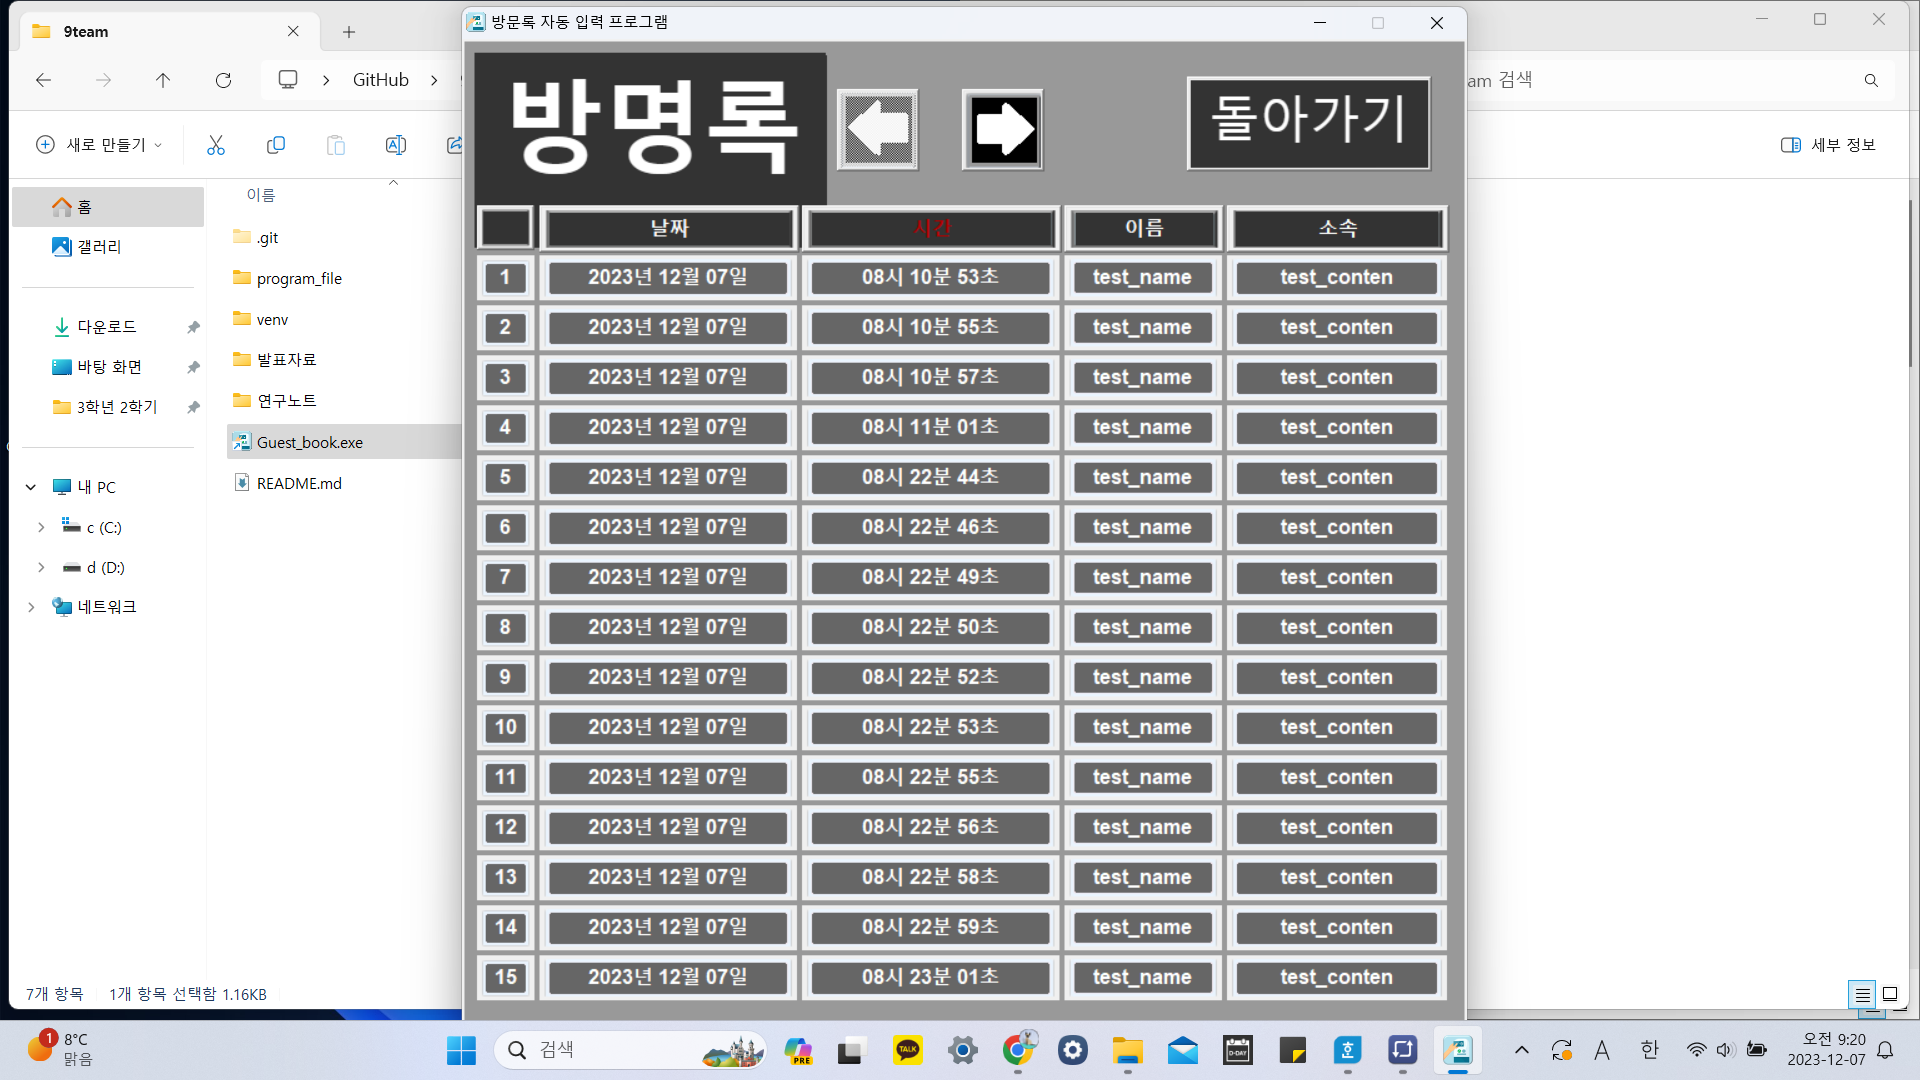 9team
GitHub
am 검색
새로 만들기
세부 정보
홈
갤러리
다운로드
바탕 화면
3학년 2학기
내 PC
c (C:)
d (D:)
네트워크
이름
.git
program_file
venv
발표자료
연구노트
Guest_book.exe
README.md
7개 항목
1개 항목 선택함 1.16KB
방문록 자동 입력 프로그램
방명록
돌아가기
날짜 시간 이름 소속
1 2023년 12월 07일 08시 10분 53초 test_name test_conten
2 2023년 12월 07일 08시 10분 55초 test_name test_conten
3 2023년 12월 07일 08시 10분 57초 test_name test_conten
4 2023년 12월 07일 08시 11분 01초 test_name test_conten
5 2023년 12월 07일 08시 22분 44초 test_name test_conten
6 2023년 12월 07일 08시 22분 46초 test_name test_conten
7 2023년 12월 07일 08시 22분 49초 test_name test_conten
8 2023년 12월 07일 08시 22분 50초 test_name test_conten
9 2023년 12월 07일 08시 22분 52초 test_name test_conten
10 2023년 12월 07일 08시 22분 53초 test_name test_conten
11 2023년 12월 07일 08시 22분 55초 test_name test_conten
12 2023년 12월 07일 08시 22분 56초 test_name test_conten
13 2023년 12월 07일 08시 22분 58초 test_name test_conten
14 2023년 12월 07일 08시 22분 59초 test_name test_conten
15 2023년 12월 07일 08시 23분 01초 test_name test_conten
1
8°C
맑음
검색
PRE
TALK
D-DAY
A
한
오전 9:20
2023-12-07